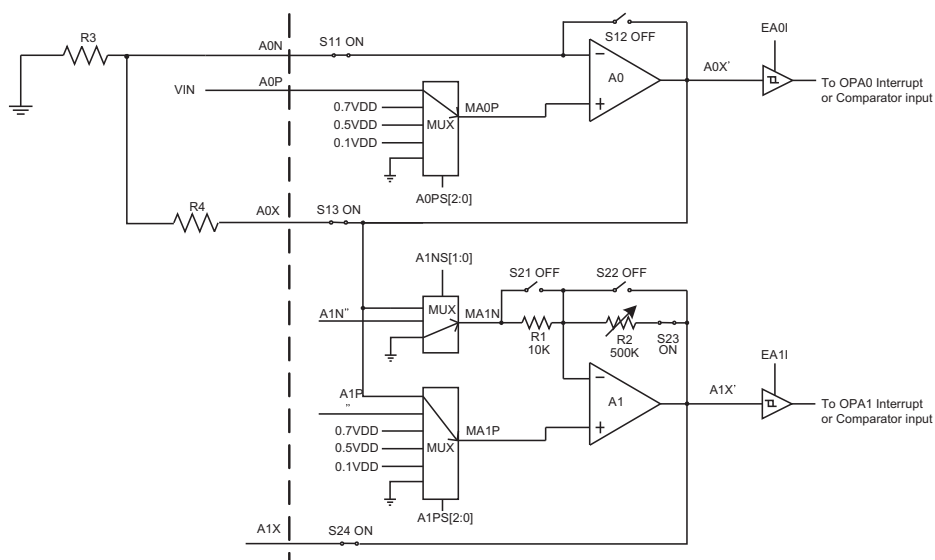 R3
A0N
S11 ON
S12 OFF
EA0I
A0
A0X'
To OPA0 Interrupt
or Comparator input
VIN
A0P
0.7VDD
0.5VDD
0.1VDD
MUX
MA0P
A0PS[2:0]
R4
A0X
S13 ON
A1NS[1:0]
S21 OFF
S22 OFF
A1N"
MUX
MA1N
R1
10K
R2
500K
S23
ON
EA1I
A1P
"
A1
A1X'
To OPA1 Interrupt
or Comparator input
0.7VDD
0.5VDD
0.1VDD
MUX
MA1P
A1PS[2:0]
A1X
S24 ON